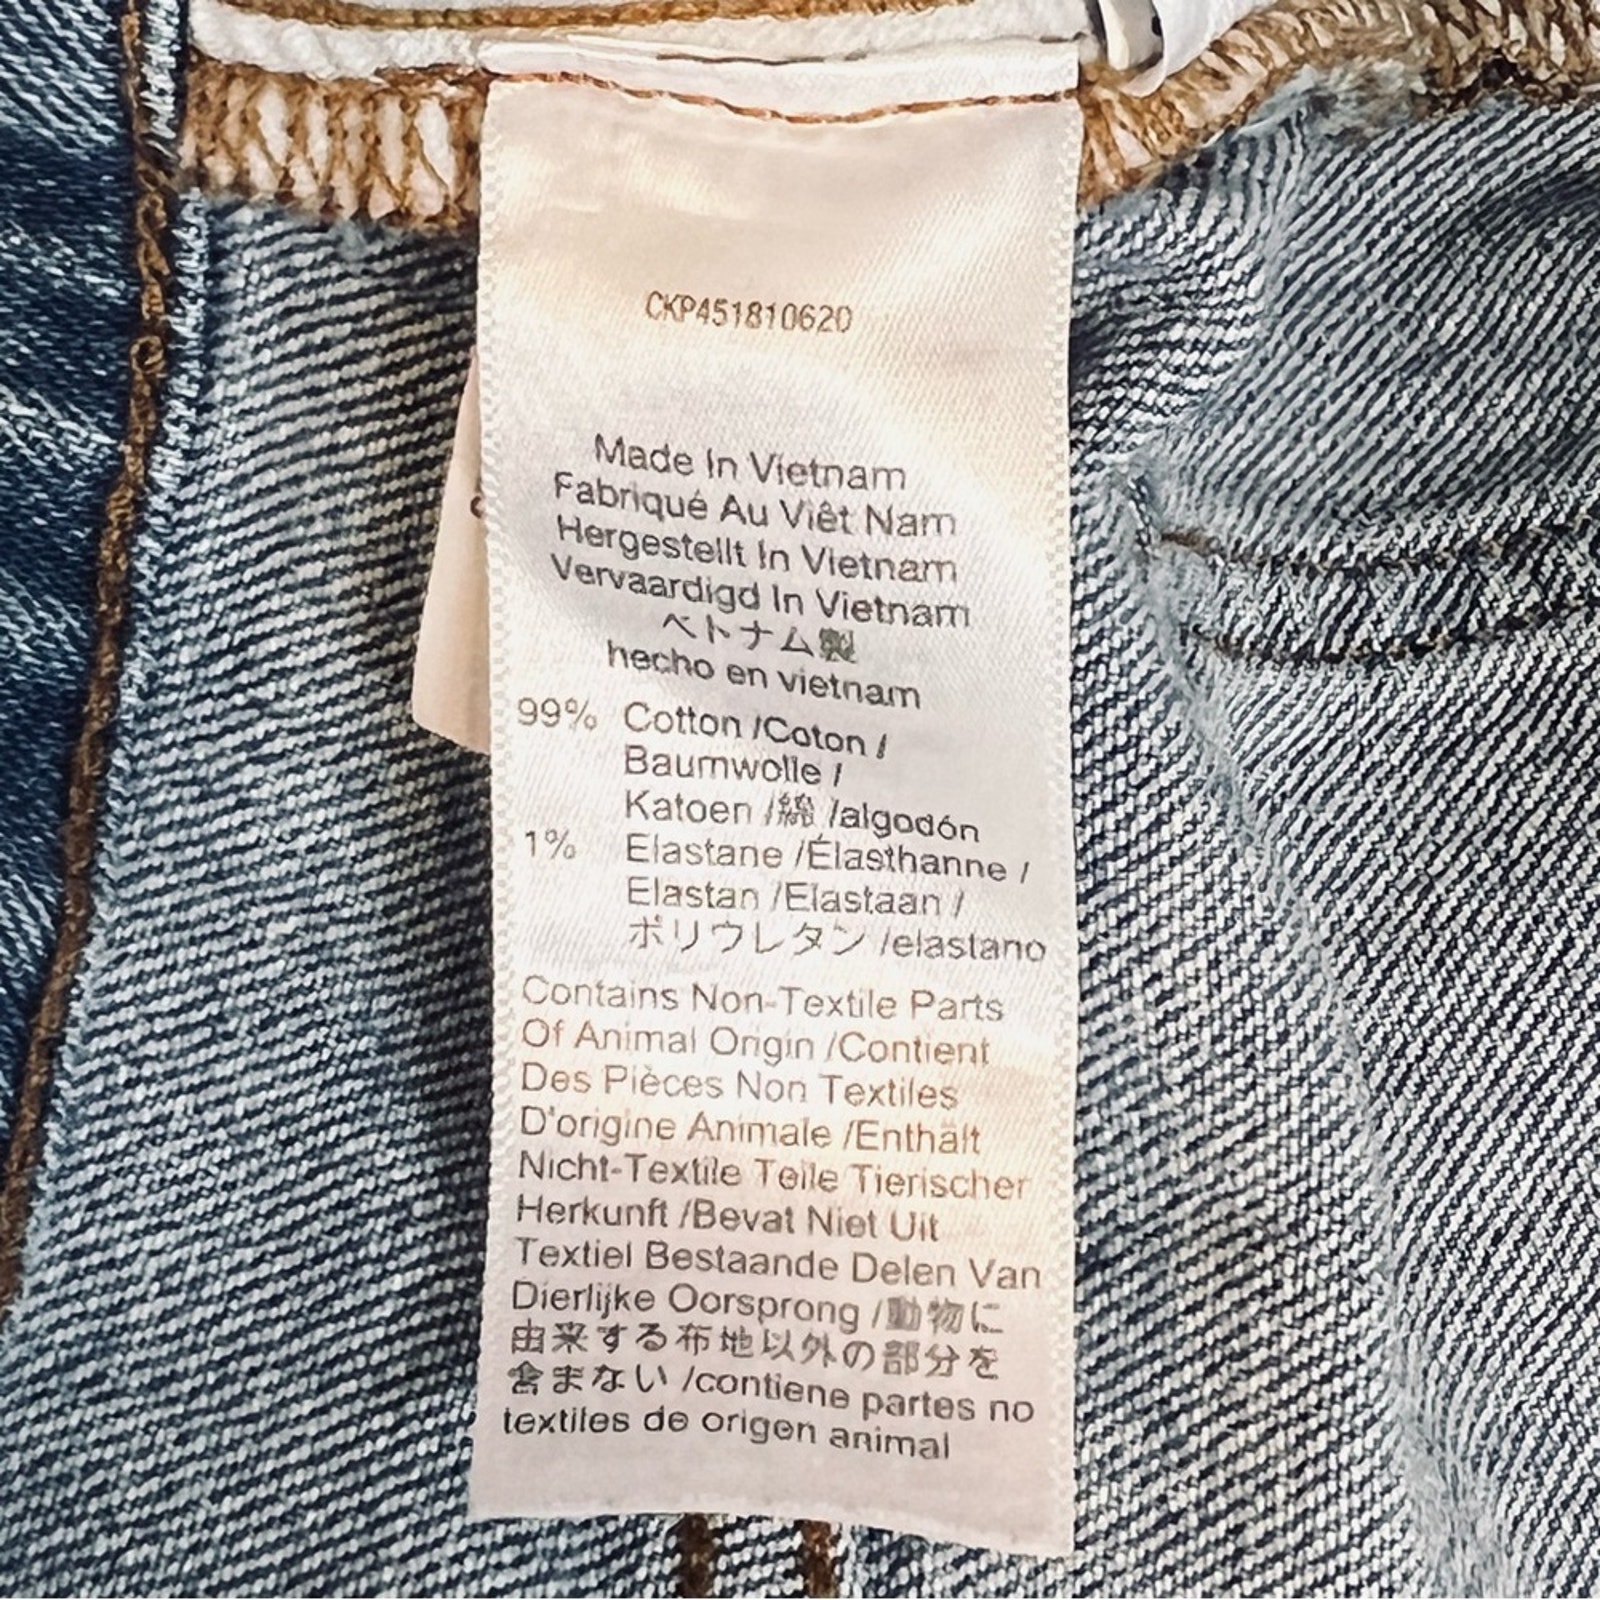 CKP451810620
Made In Vietnam
Fabriqué Au Viêt Nam
Hergestellt In Vietnam
Vervaardigd In Vietnam
ベトナム製
hecho en vietnam
99% Cotton /Coton /
Baumwolle /
Katoen /綿 /algodón
1% Elastane /Élasthanne /
Elastan /Elastaan /
ポリウレタン /elastano
Contains Non-Textile Parts
Of Animal Origin /Contient
Des Pièces Non Textiles
D'origine Animale /Enthält
Nicht-Textile Teile Tierischer
Herkunft /Bevat Niet Uit
Textiel Bestaande Delen Van
Dierlijke Oorsprong /動物に
由来する布地以外の部分を
含まない /contiene partes no
textiles de origen animal